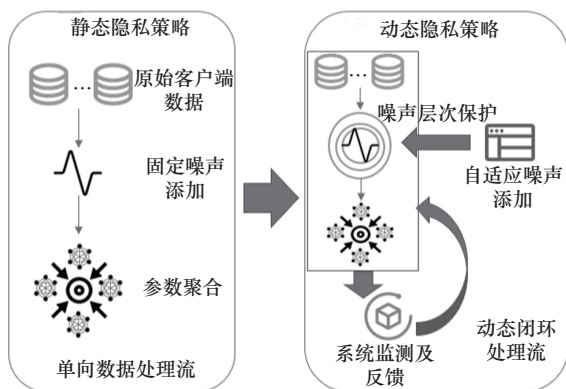 静态隐私策略
原始客户端
数据
固定噪声
添加
参数聚合
单向数据处理流
动态隐私策略
噪声层次保护
自适应噪声
添加
系统监测及
反馈
动态闭环
处理流